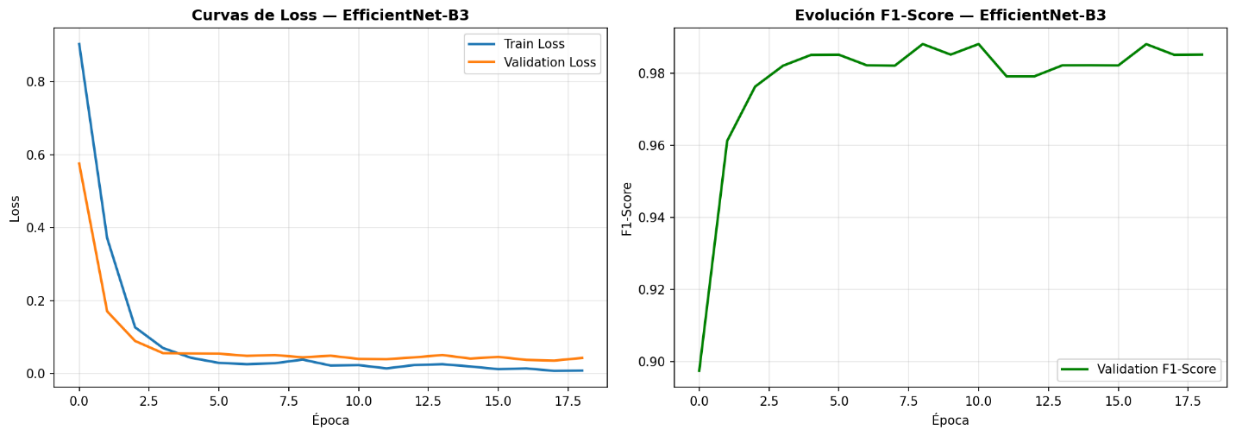 Curvas de Loss — EfficientNet-B3
Train Loss
Validation Loss
Loss
0.8
0.6
0.4
0.2
0.0
0.0 2.5 5.0 7.5 10.0 12.5 15.0 17.5
Época
Evolución F1-Score — EfficientNet-B3
F1-Score
0.98
0.96
0.94
0.92
0.90
Validation F1-Score
0.0 2.5 5.0 7.5 10.0 12.5 15.0 17.5
Época